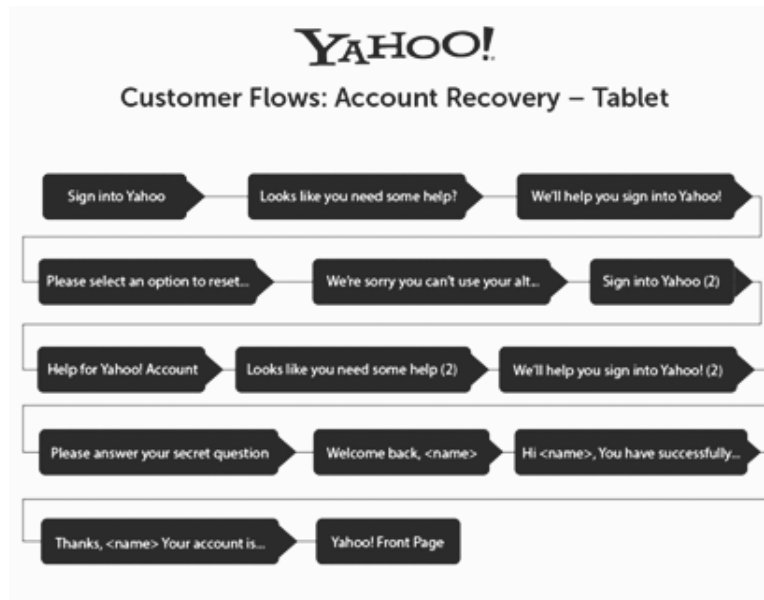 YAHOO!
Customer Flows: Account Recovery – Tablet
Sign into Yahoo
Looks like you need some help?
We'll help you sign into Yahoo!
Please select an option to reset...
We're sorry you can't use your alt...
Sign into Yahoo (2)
Help for Yahoo! Account
Looks like you need some help (2)
We'll help you sign into Yahoo! (2)
Please answer your secret question
Welcome back, <name>
Hi <name>, You have successfully...
Thanks, <name> Your account is...
Yahoo! Front Page